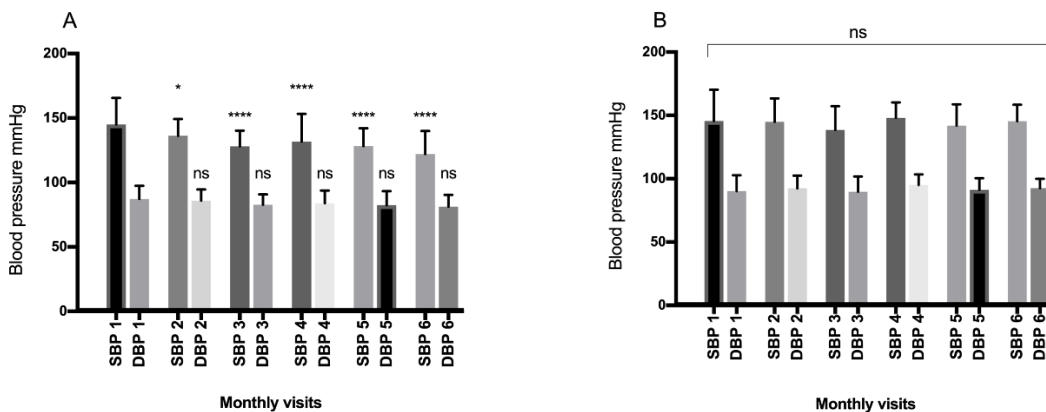 A
Blood pressure mmHg
200
150
100
50
0
*
****
****
****
****
ns
ns
ns
ns
ns
SBP 1
DBP 1
SBP 2
DBP 2
SBP 3
DBP 3
SBP 4
DBP 4
SBP 5
DBP 5
SBP 6
DBP 6
Monthly visits
B
ns
Blood pressure mmHg
200
150
100
50
0
SBP 1
DBP 1
SBP 2
DBP 2
SBP 3
DBP 3
SBP 4
DBP 4
SBP 5
DBP 5
SBP 6
DBP 6
Monthly visits